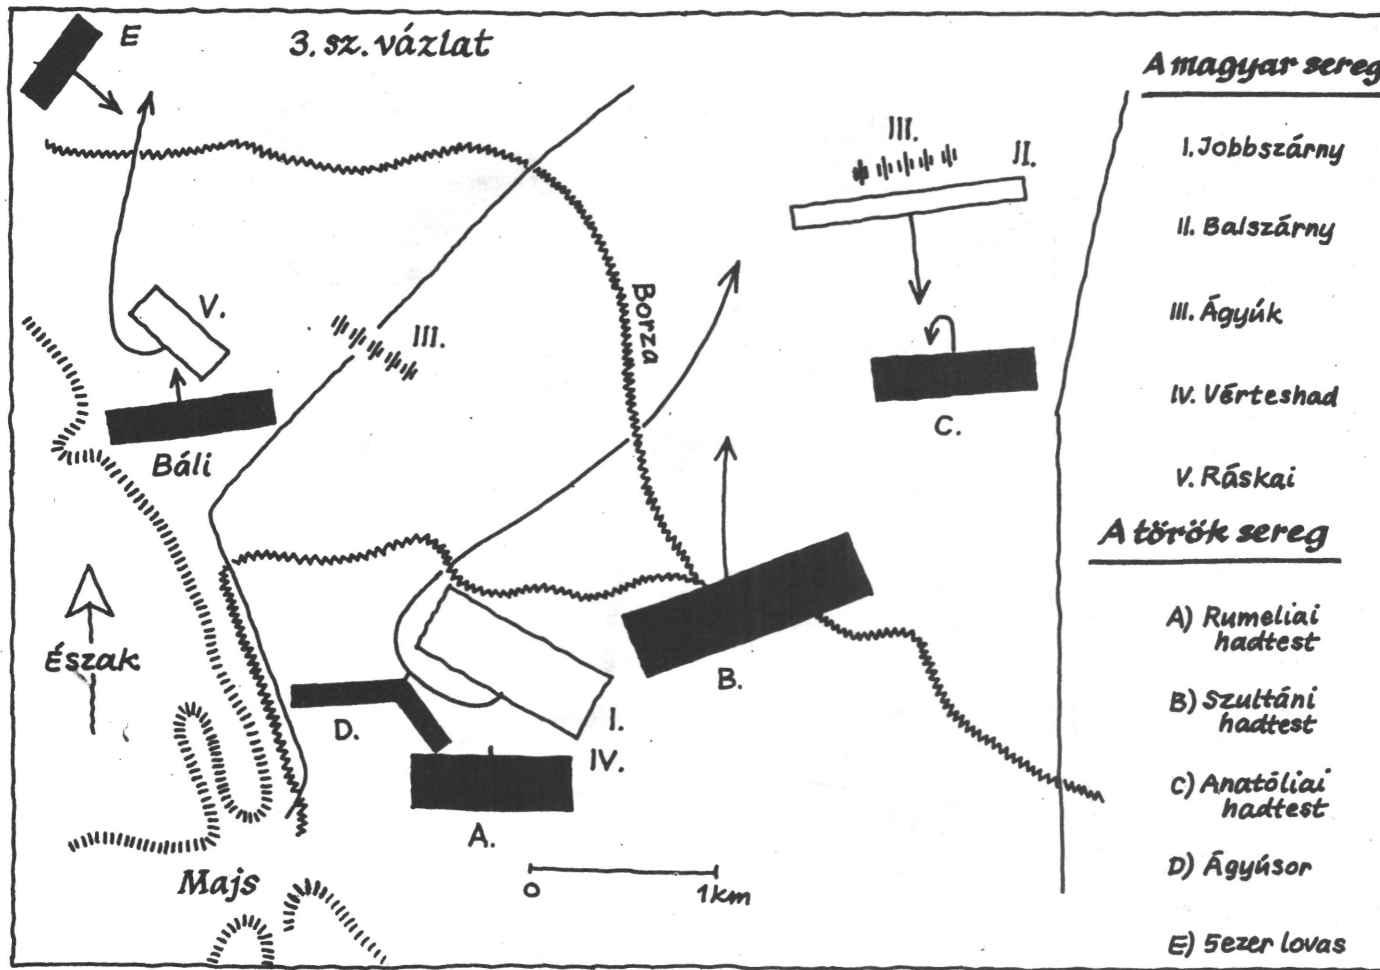 3. sz. vázlat
E
III.
II.
V.
III.
Borza
C.
Báli
Észak
B.
D.
I.
IV.
A.
Majs
0 1km
A magyar sereg
I. Jobbszárny
II. Balszárny
III. Ágyúk
IV. Vérteshad
V. Ráskai
A török sereg
A) Rumeliai
hadtest
B) Szultáni
hadtest
C) Anatóliai
hadtest
D) Ágyúsor
E) 5ezer lovas